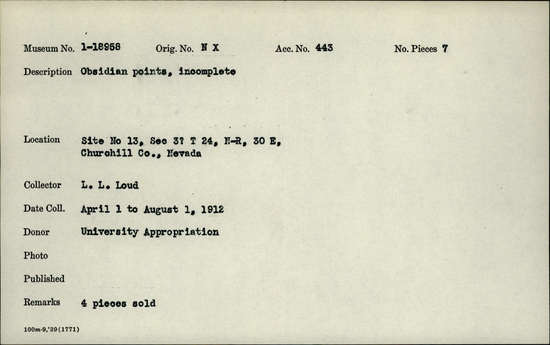 Museum No. 1-18958 Orig. No. N X Acc. No. 443 No. Pieces 7
Description Obsidian points, incomplete
Location Site No 13, Sec 3? T 24, N-R, 30 E,
Churchill Co., Nevada
Collector L. L. Loud
Date Coll. April 1 to August 1, 1912
Donor University Appropriation
Photo
Published
Remarks 4 pieces sold
100m-9,'29(1771)